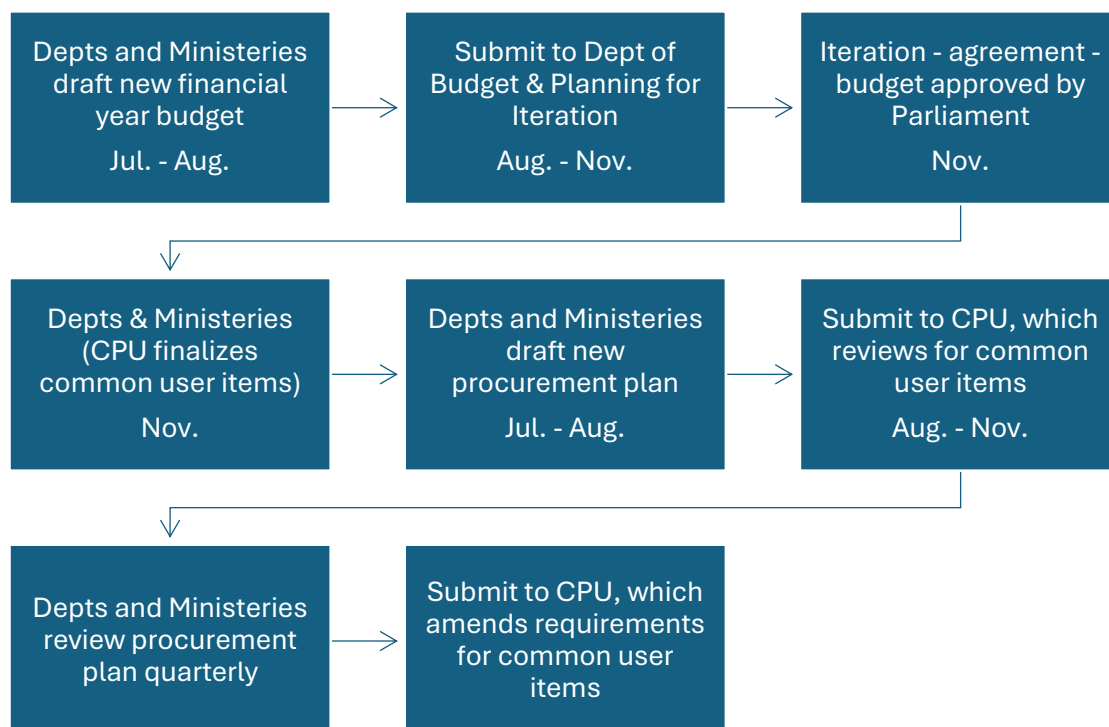 Depts and Ministeries
draft new financial
year budget
Jul. - Aug.
Submit to Dept of
Budget & Planning for
Iteration
Aug. - Nov.
Iteration - agreement -
budget approved by
Parliament
Nov.
Depts & Ministeries
(CPU finalizes
common user items)
Nov.
Depts and Ministeries
draft new
procurement plan
Jul. - Aug.
Submit to CPU, which
reviews for common
user items
Aug. - Nov.
Depts and Ministeries
review procurement
plan quarterly
Submit to CPU, which
amends requirements
for common user
items